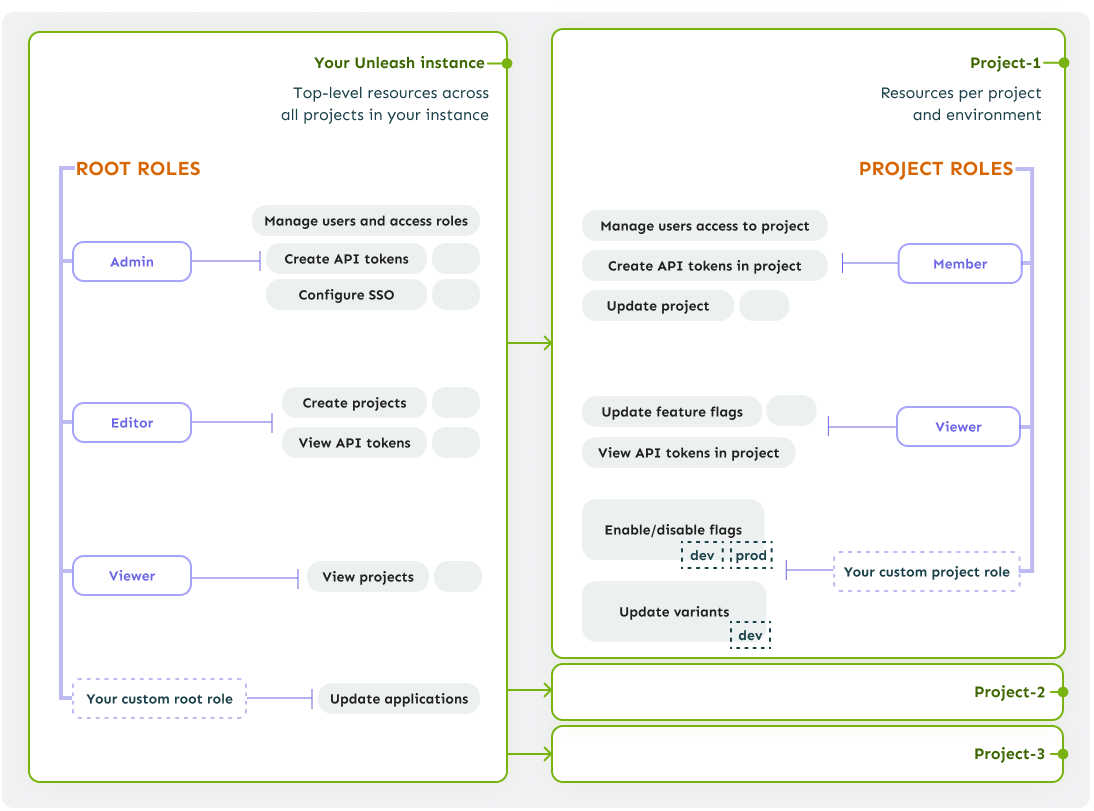 Your Unleash instance
Top-level resources across
all projects in your instance
ROOT ROLES
Admin
Manage users and access roles
Create API tokens
Configure SSO
Editor
Create projects
View API tokens
Viewer
View projects
Your custom root role
Update applications
Project-1
Resources per project
and environment
PROJECT ROLES
Manage users access to project
Create API tokens in project
Update project
Member
Update feature flags
View API tokens in project
Viewer
Enable/disable flags
dev prod
Your custom project role
Update variants
dev
Project-2
Project-3